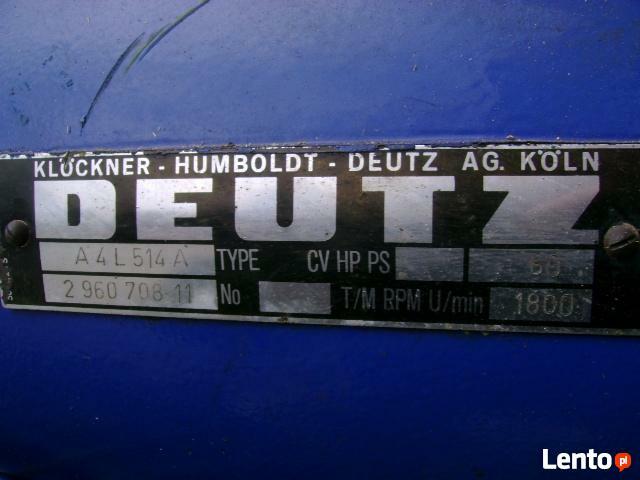 KLÖCKNER - HUMBOLDT - DEUTZ AG. KÖLN
DEUTZ
A4L514A TYPE CV HP PS 60
2 960 708-11 No T/M RPM U/min 1800
Lento pl